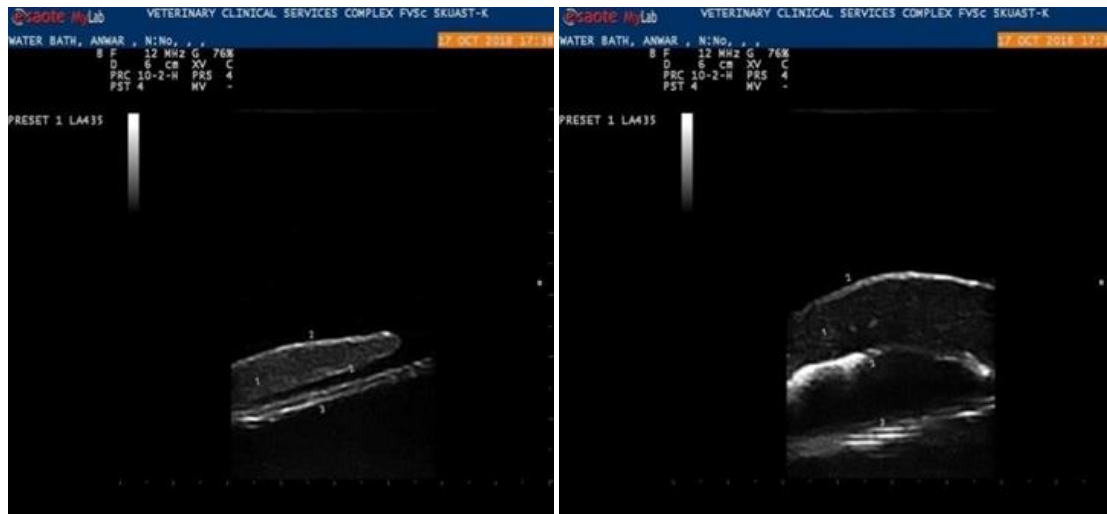 esaote MyLab VETERINARY CLINICAL SERVICES COMPLEX FVSc SKUAST-K
WATER BATH, ANWAR , N:No, , ,
17 OCT 2018 17:38
B F 12 MHz G 76%
D 6 cm XV C
PRC 10-2-H PRS 4
PST 4 MV -
PRESET 1 LA435
2
1
1
3
esaote MyLab VETERINARY CLINICAL SERVICES COMPLEX FVSc SKUAST-K
WATER BATH, ANWAR , N:No, , ,
17 OCT 2018 17:3
B F 12 MHz G 76%
D 6 cm XV C
PRC 10-2-H PRS 4
PST 4 MV -
PRESET 1 LA435
1